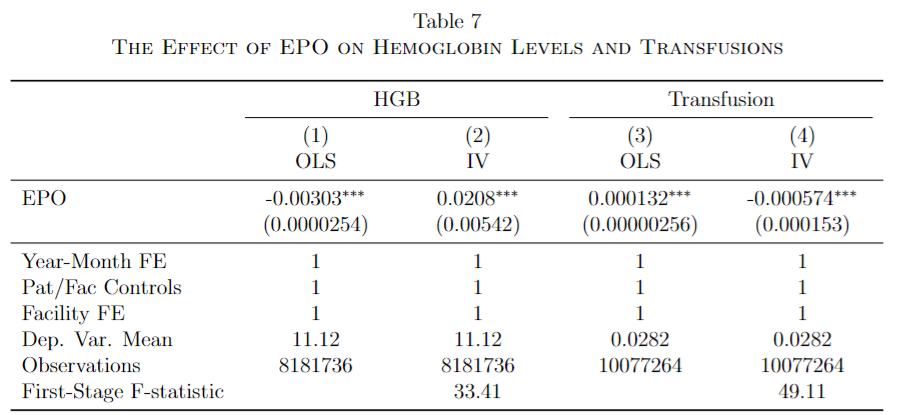 Table 7
THE EFFECT OF EPO ON HEMOGLOBIN LEVELS AND TRANSFUSIONS
HGB Transfusion
(1) (2) (3) (4)
OLS IV OLS IV
EPO -0.00303*** 0.0208*** 0.000132*** -0.000574***
(0.0000254) (0.00542) (0.00000256) (0.000153)
Year-Month FE 1 1 1 1
Pat/Fac Controls 1 1 1 1
Facility FE 1 1 1 1
Dep. Var. Mean 11.12 11.12 0.0282 0.0282
Observations 8181736 8181736 10077264 10077264
First-Stage F-statistic 33.41 49.11